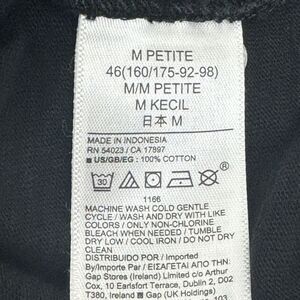 M PETITE
46(160/175-92-98)
M/M PETITE
M KECIL
日本 M
MADE IN INDONESIA
RN 54023 / CA 17897
■ US/GB/EG : 100% COTTON
30
1166
MACHINE WASH COLD GENTLE
CYCLE / WASH AND DRY WITH LIKE
COLORS / ONLY NON-CHLORINE
BLEACH WHEN NEEDED / TUMBLE
DRY LOW / COOL IRON / DO NOT DRY
CLEAN
DISTRIBUIDO POR / Imported
By/Importe Par / ΕΙΣΑΓΕΤΑΙ ΑΠΟ ΤΗΝ:
Gap Stores (Ireland) Limited c/o Arthur
Cox, 10 Earlsfort Terrace, Dublin 2, D02
T380, Ireland ■ Gap (UK Holdings)
103